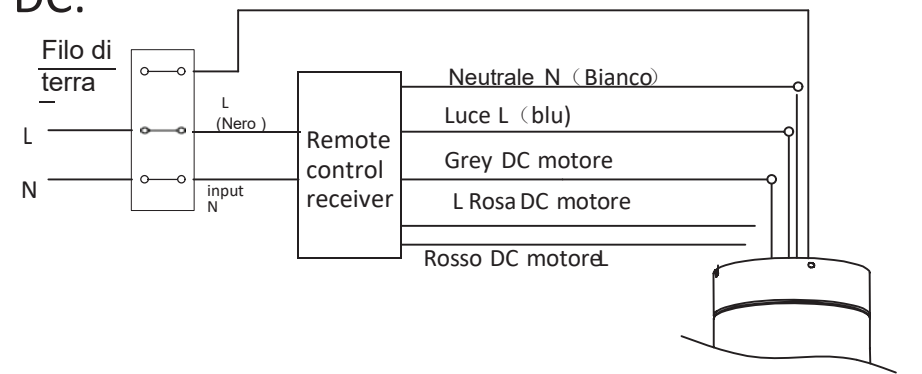 DC.
Filo di
terra
L
(Nero )
L
N
input
N
Remote
control
receiver
Neutrale N（Bianco）
Luce L（blu)
Grey DC motore
L Rosa DC motore
Rosso DC motoreL